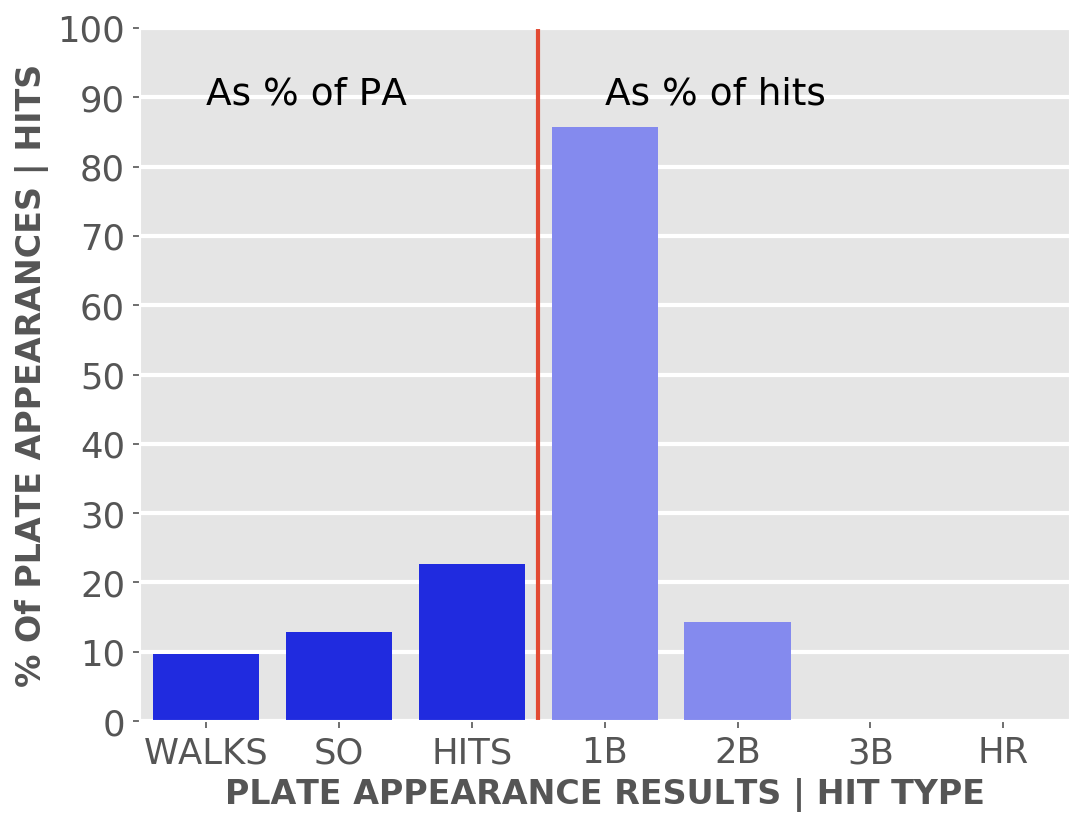 100
90
80
70
60
50
40
30
20
10
0
% Of PLATE APPEARANCES | HITS
As % of PA
As % of hits
WALKS SO HITS 1B 2B 3B HR
PLATE APPEARANCE RESULTS | HIT TYPE